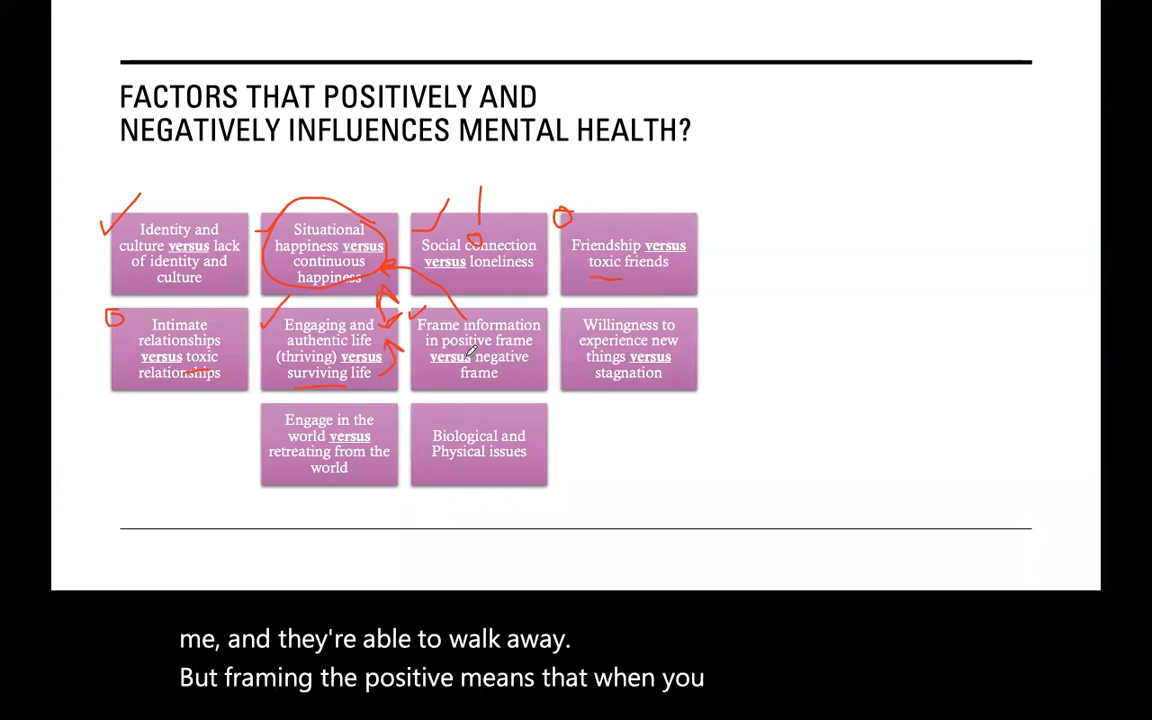 FACTORS THAT POSITIVELY AND
NEGATIVELY INFLUENCES MENTAL HEALTH?
Identity and
culture versus lack
of identity and
culture
Situational
happiness versus
continuous
happiness
Social connection
versus loneliness
Friendship versus
toxic friends
Intimate
relationships
versus toxic
relationships
Engaging and
authentic life
(thriving) versus
surviving life
Frame information
in positive frame
versus negative
frame
Willingness to
experience new
things versus
stagnation
Engage in the
world versus
retreating from the
world
Biological and
Physical issues
me, and they're able to walk away.
But framing the positive means that when you